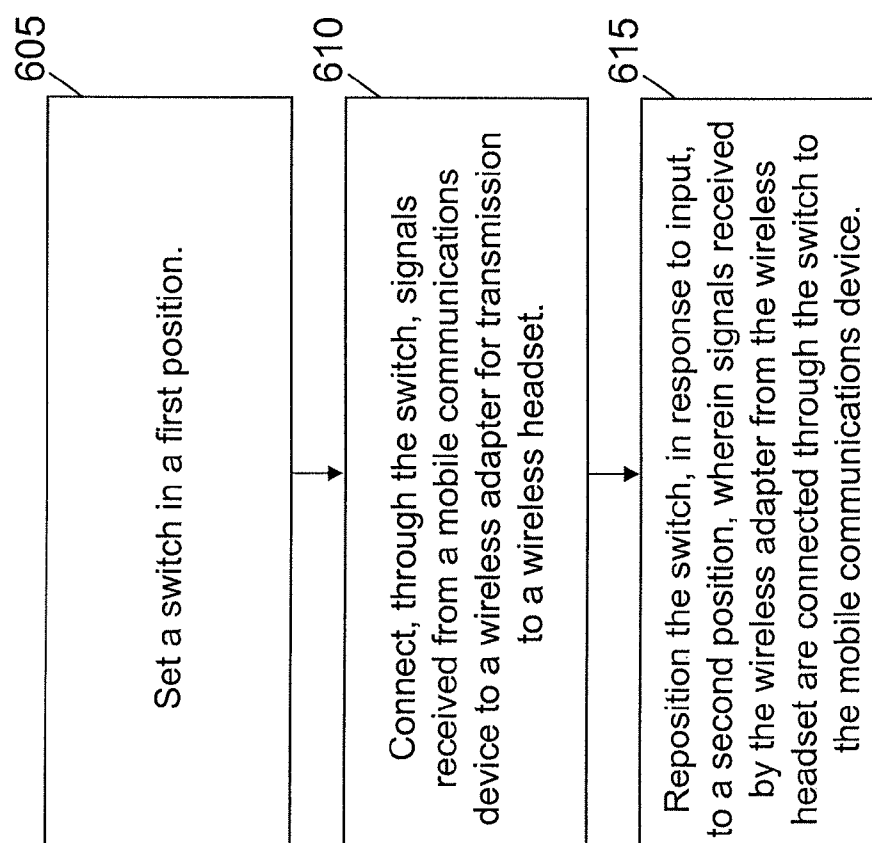 605
Set a switch in a first position.
610
Connect, through the switch, signals
received from a mobile communications
device to a wireless adapter for transmission
to a wireless headset.
615
Reposition the switch, in response to input,
to a second position, wherein signals received
by the wireless adapter from the wireless
headset are connected through the switch to
the mobile communications device.